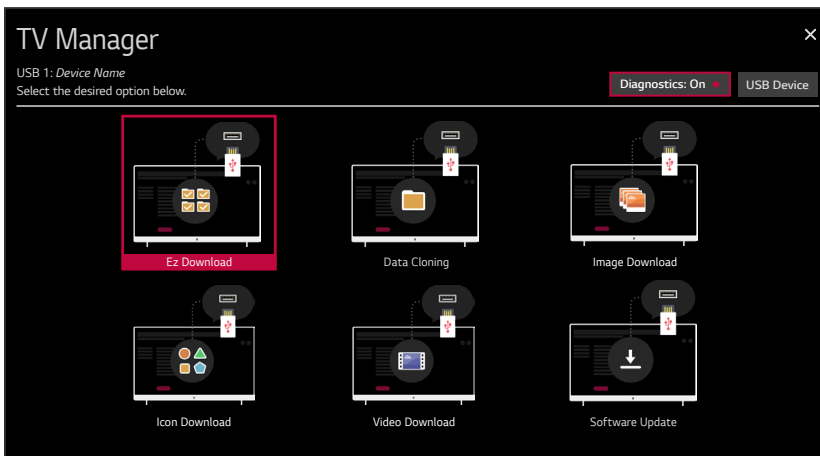 TV Manager
USB 1: Device Name
Select the desired option below.
Diagnostics: On
USB Device
Ez Download
Data Cloning
Image Download
Icon Download
Video Download
Software Update